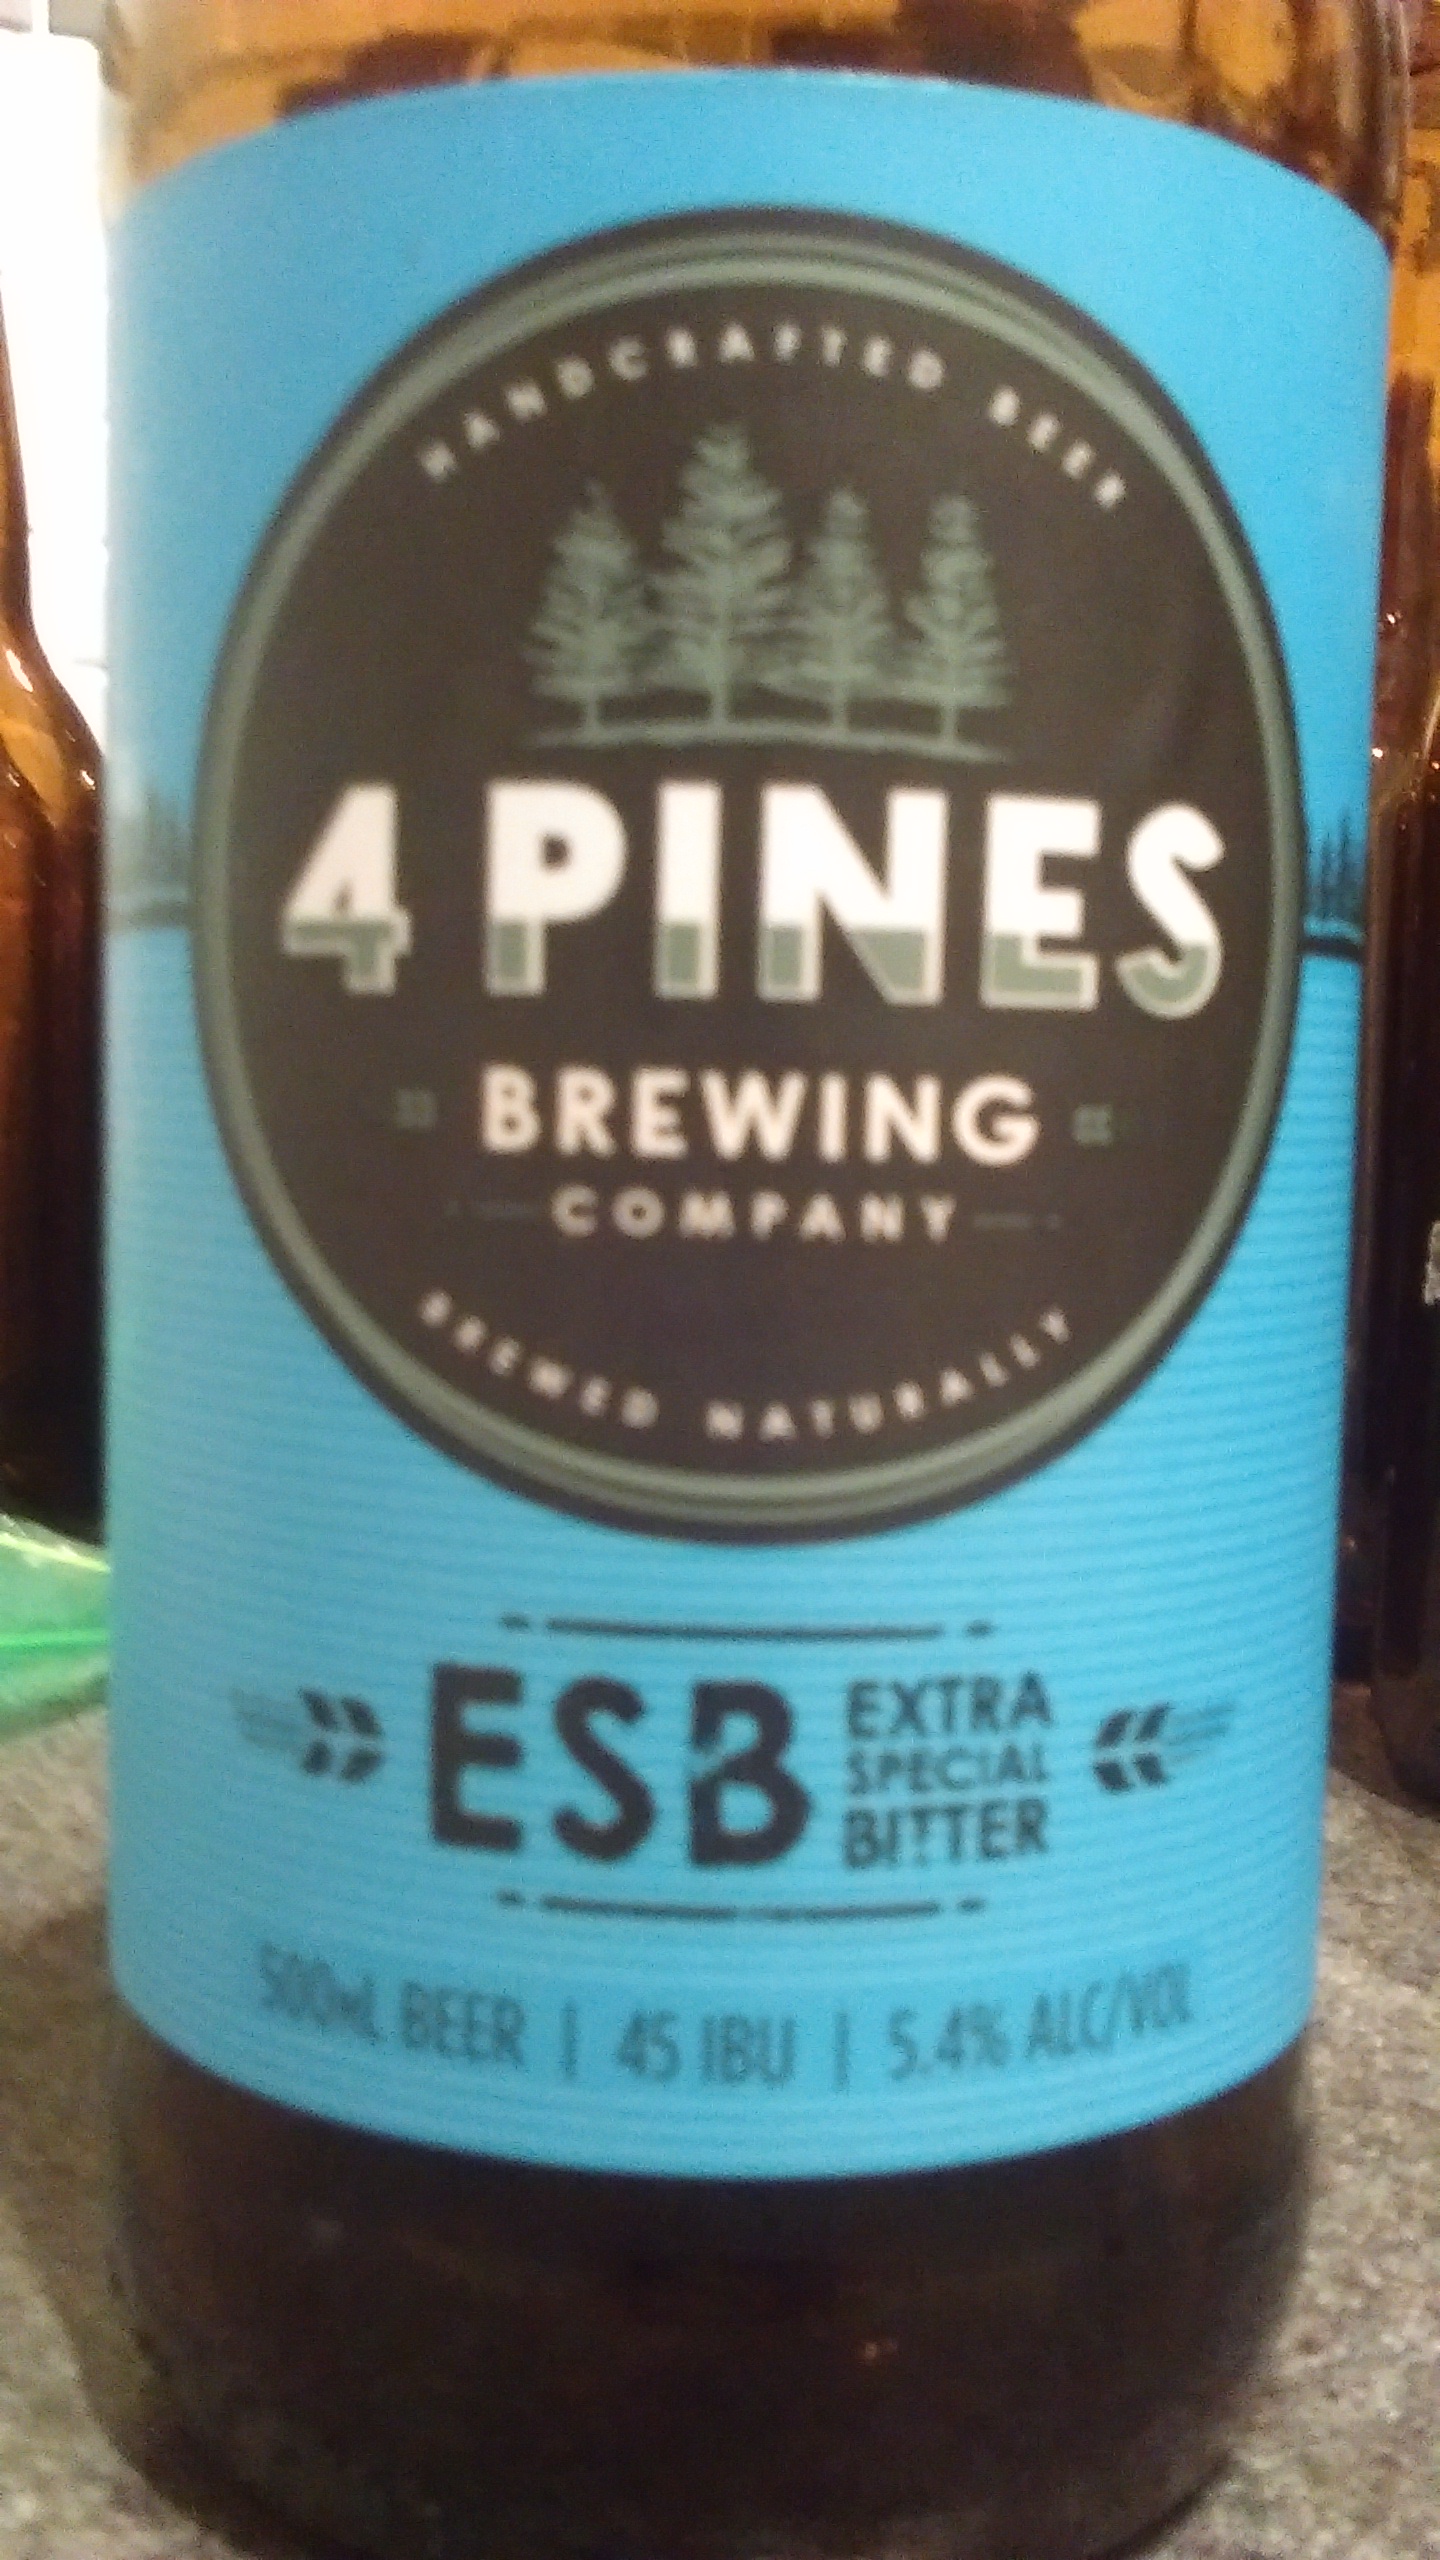 HANDCRAFTED BEER
4 PINES
BREWING
COMPANY
BREWED NATURALLY
ESB EXTRA
SPECIAL
BITTER
500mL BEER | 45 IBU | 5.4% ALC/VOL